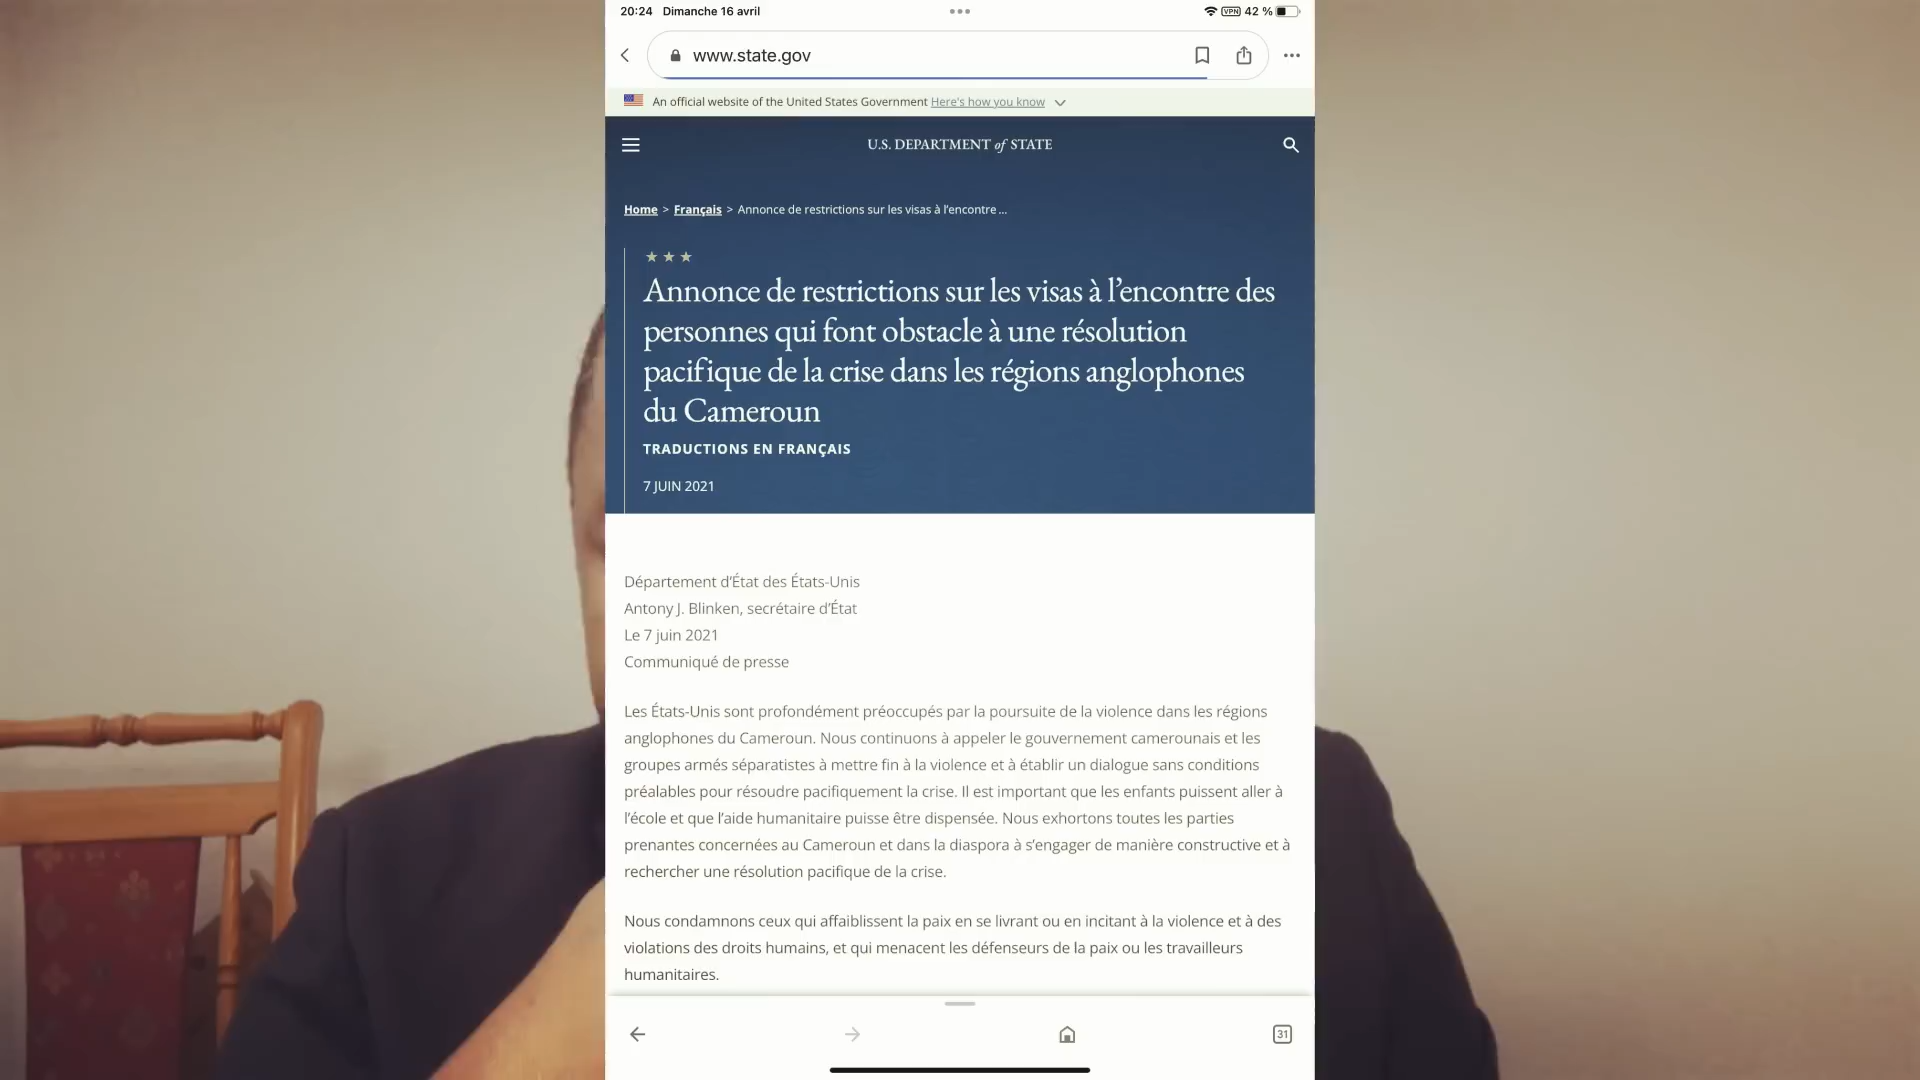 20:24 Dimanche 16 avril
VPN 42 %
www.state.gov
An official website of the United States Government Here's how you know
U.S. DEPARTMENT of STATE
Home > Français > Annonce de restrictions sur les visas à l'encontre ...
Annonce de restrictions sur les visas à l'encontre des
personnes qui font obstacle à une résolution
pacifique de la crise dans les régions anglophones
du Cameroun
TRADUCTIONS EN FRANÇAIS
7 JUIN 2021
Département d'État des États-Unis
Antony J. Blinken, secrétaire d'État
Le 7 juin 2021
Communiqué de presse
Les États-Unis sont profondément préoccupés par la poursuite de la violence dans les régions
anglophones du Cameroun. Nous continuons à appeler le gouvernement camerounais et les
groupes armés séparatistes à mettre fin à la violence et à établir un dialogue sans conditions
préalables pour résoudre pacifiquement la crise. Il est important que les enfants puissent aller à
l'école et que l'aide humanitaire puisse être dispensée. Nous exhortons toutes les parties
prenantes concernées au Cameroun et dans la diaspora à s'engager de manière constructive et à
rechercher une résolution pacifique de la crise.
Nous condamnons ceux qui affaiblissent la paix en se livrant ou en incitant à la violence et à des
violations des droits humains, et qui menacent les défenseurs de la paix ou les travailleurs
humanitaires.
31